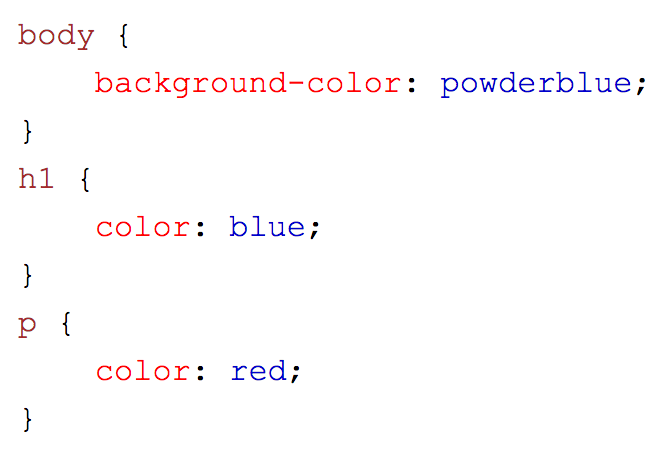 body {
    background-color: powderblue;
}
h1 {
    color: blue;
}
p {
    color: red;
}